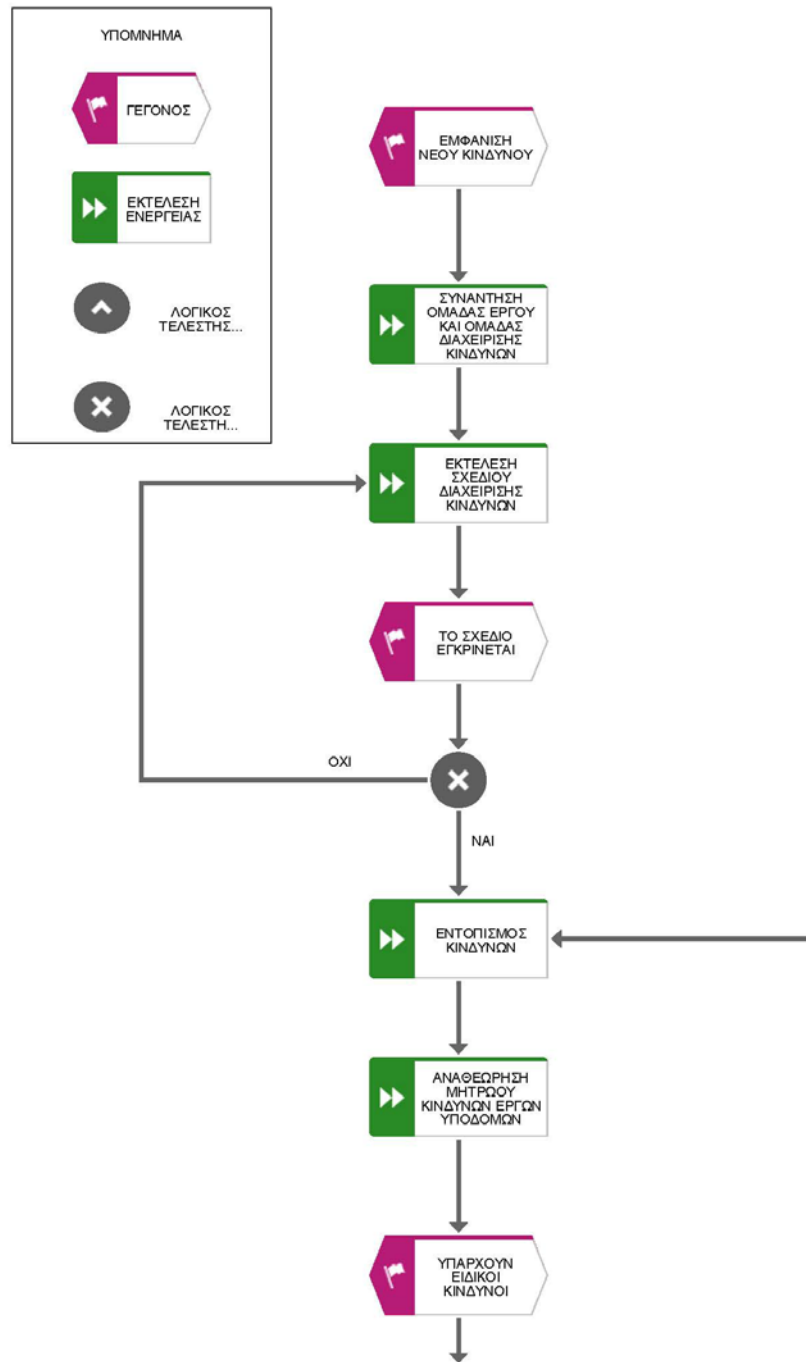 ΥΠΟΜΝΗΜΑ
ΓΕΓΟΝΟΣ
ΕΚΤΕΛΕΣΗ
ΕΝΕΡΓΕΙΑΣ
ΛΟΓΙΚΟΣ
ΤΕΛΕΣΤΗΣ...
ΛΟΓΙΚΟΣ
ΤΕΛΕΣΤΗ...
ΕΜΦΑΝΙΣΗ
ΝΕΟΥ ΚΙΝΔΥΝΟΥ
ΣΥΝΑΝΤΗΣΗ
ΟΜΑΔΑΣ ΕΡΓΟΥ
ΚΑΙ ΟΜΑΔΑΣ
ΔΙΑΧΕΙΡΙΣΗΣ
ΚΙΝΔΥΝΩΝ
ΕΚΤΕΛΕΣΗ
ΣΧΕΔΙΟΥ
ΔΙΑΧΕΙΡΙΣΗΣ
ΚΙΝΔΥΝΩΝ
ΤΟ ΣΧΕΔΙΟ
ΕΓΚΡΙΝΕΤΑΙ
ΟΧΙ
ΝΑΙ
ΕΝΤΟΠΙΣΜΟΣ
ΚΙΝΔΥΝΩΝ
ΑΝΑΘΕΩΡΗΣΗ
ΜΗΤΡΩΟΥ
ΚΙΝΔΥΝΩΝ ΕΡΓΩΝ
ΥΠΟΔΟΜΩΝ
ΥΠΑΡΧΟΥΝ
ΕΙΔΙΚΟΙ
ΚΙΝΔΥΝΟΙ